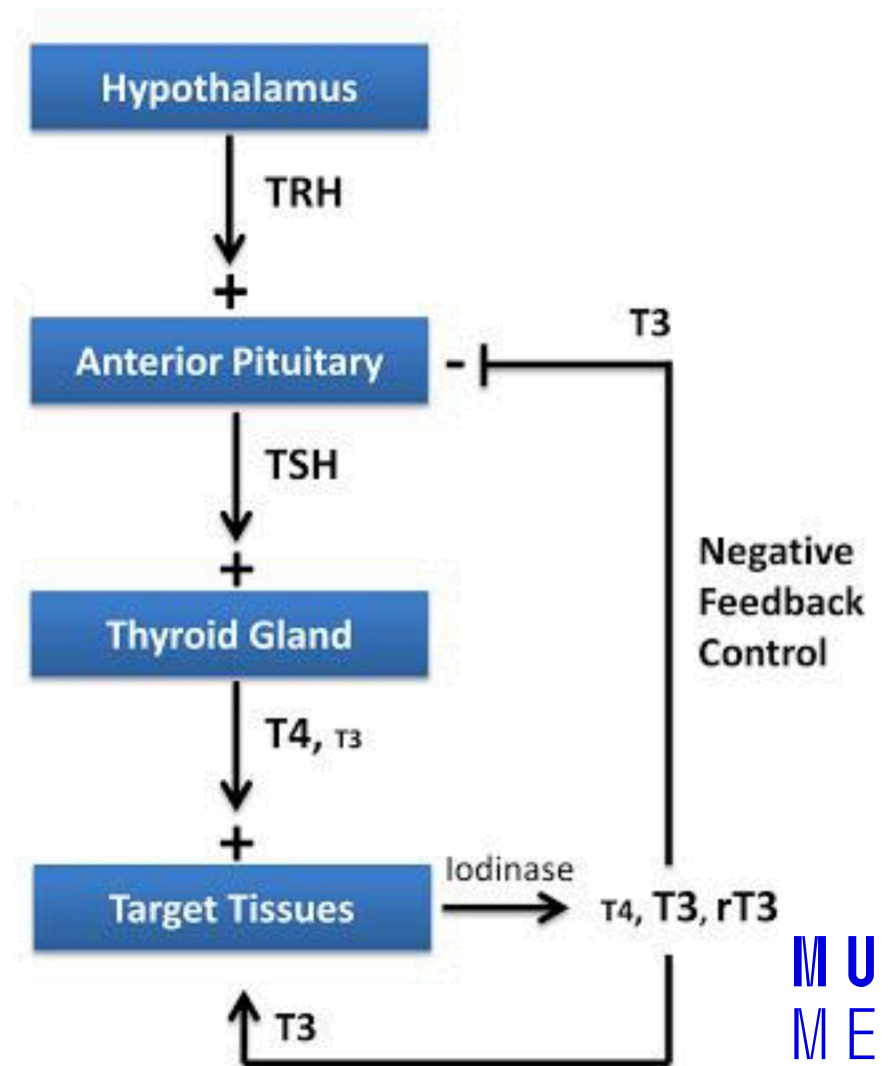 Hypothalamus
TRH
+
T3
Anterior Pituitary
-
TSH
+
Negative
Feedback
Control
Thyroid Gland
T4, T3
+
Iodinase
Target Tissues
T4, T3, rT3
T3
MU
ME